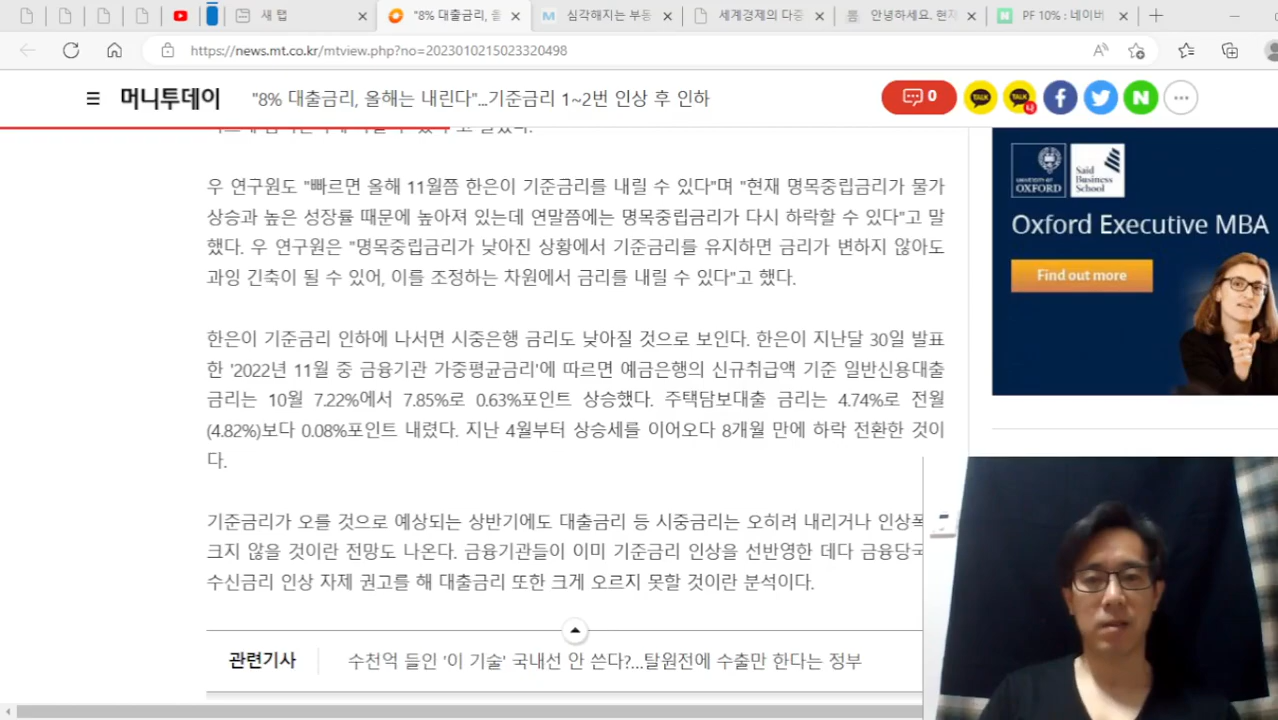 새 탭
"8% 대출금리, 올
심각해지는 부동
세계경제의 다중
안녕하세요. 현재
PF 10% : 네이버
https://news.mt.co.kr/mtview.php?no=2023010215023320498
머니투데이 "8% 대출금리, 올해는 내린다"...기준금리 1~2번 인상 후 인하
0
TALK
TALK
N
우 연구원도 "빠르면 올해 11월쯤 한은이 기준금리를 내릴 수 있다"며 "현재 명목중립금리가 물가
상승과 높은 성장률 때문에 높아져 있는데 연말쯤에는 명목중립금리가 다시 하락할 수 있다"고 말
했다. 우 연구원은 "명목중립금리가 낮아진 상황에서 기준금리를 유지하면 금리가 변하지 않아도
과잉 긴축이 될 수 있어, 이를 조정하는 차원에서 금리를 내릴 수 있다"고 했다.
한은이 기준금리 인하에 나서면 시중은행 금리도 낮아질 것으로 보인다. 한은이 지난달 30일 발표
한 '2022년 11월 중 금융기관 가중평균금리'에 따르면 예금은행의 신규취급액 기준 일반신용대출
금리는 10월 7.22%에서 7.85%로 0.63%포인트 상승했다. 주택담보대출 금리는 4.74%로 전월
(4.82%)보다 0.08%포인트 내렸다. 지난 4월부터 상승세를 이어오다 8개월 만에 하락 전환한 것이
다.
기준금리가 오를 것으로 예상되는 상반기에도 대출금리 등 시중금리는 오히려 내리거나 인상폭
크지 않을 것이란 전망도 나온다. 금융기관들이 이미 기준금리 인상을 선반영한 데다 금융당국
수신금리 인상 자제 권고를 해 대출금리 또한 크게 오르지 못할 것이란 분석이다.
관련기사 수천억 들인 '이 기술' 국내선 안 쓴다?...탈원전에 수출만 한다는 정부
UNIVERSITY OF
OXFORD
Saïd
Business
School
Oxford Executive MBA
Find out more